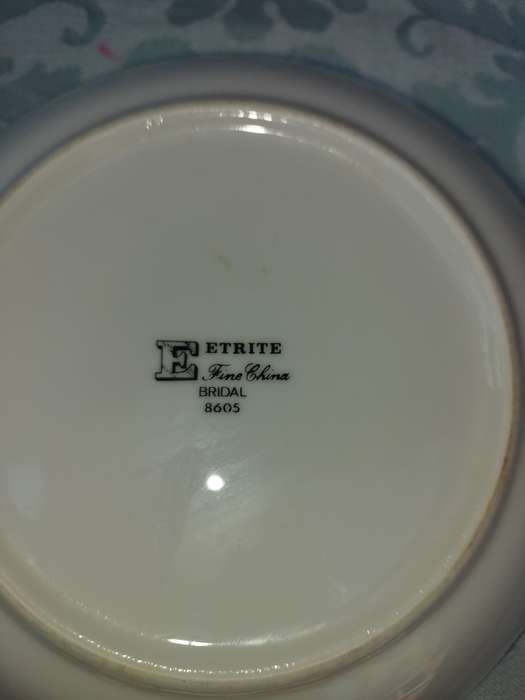 E ETRITE
Fine China
BRIDAL
8605